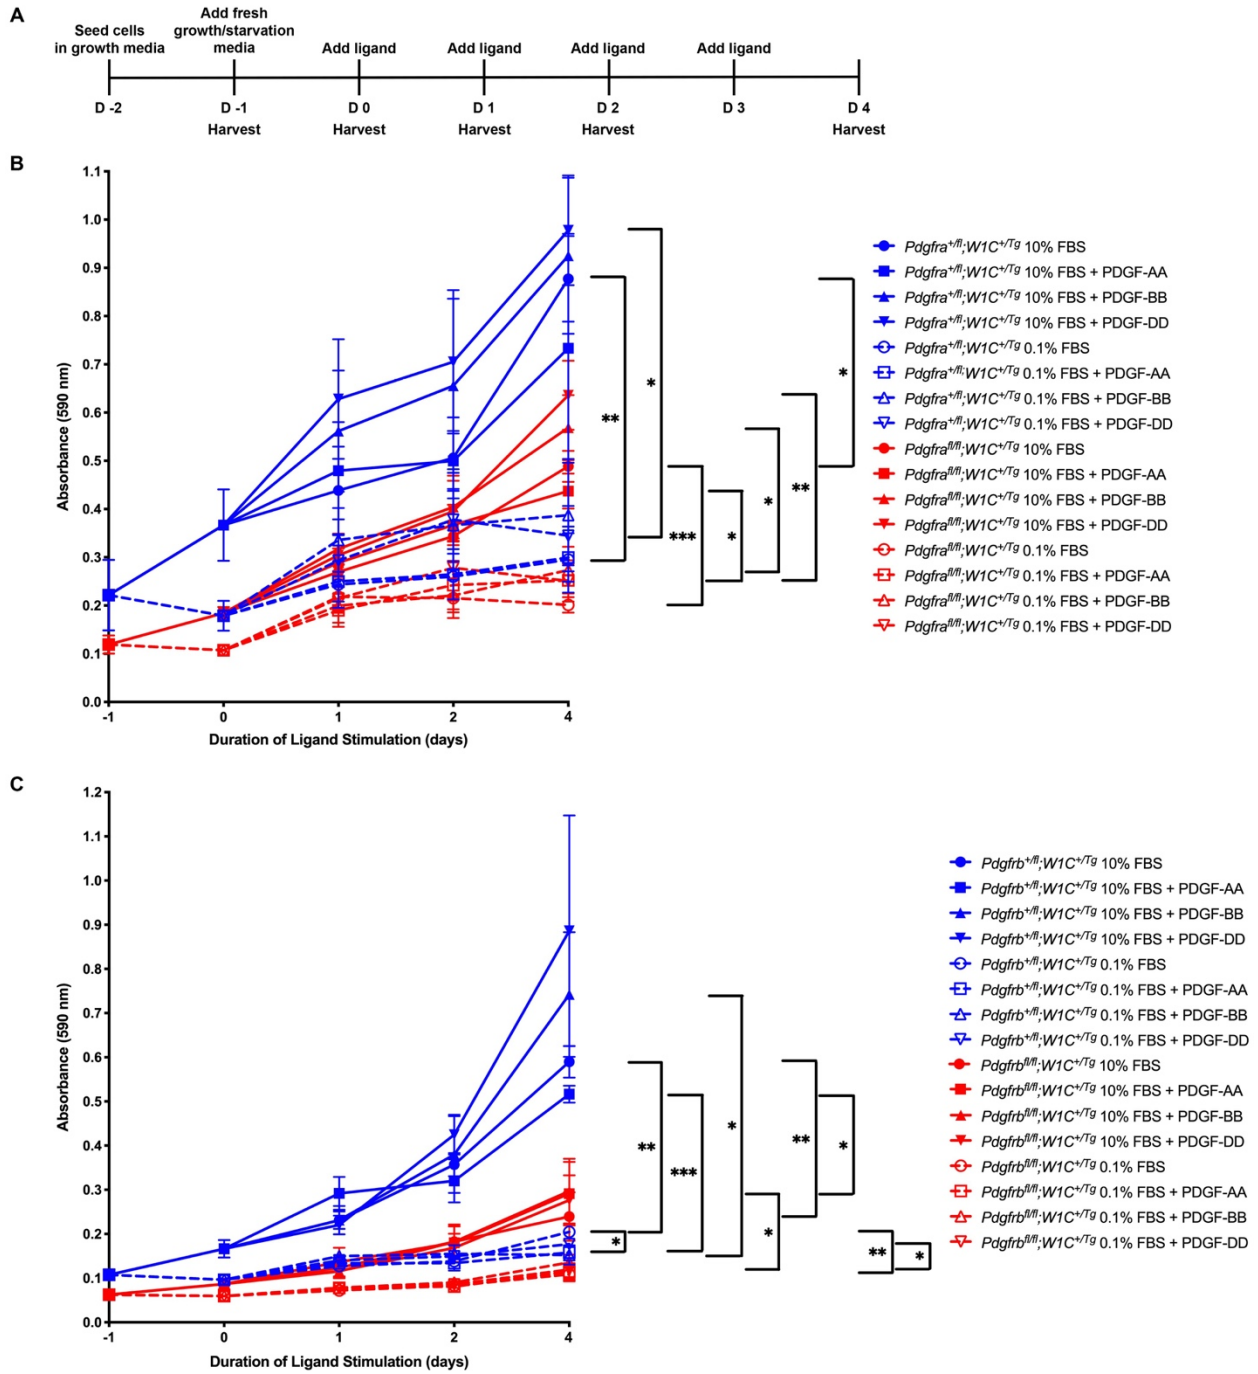 A
Seed cells
in growth media
Add fresh
growth/starvation
media
Add ligand
Add ligand
Add ligand
Add ligand
D -2
D -1
D 0
D 1
D 2
D 3
D 4
Harvest
Harvest
Harvest
Harvest
Harvest
B
1.1
1.0
0.9
0.8
0.7
0.6
0.5
0.4
0.3
0.2
0.1
0.0
Absorbance (590 nm)
-1
0
1
2
4
Duration of Ligand Stimulation (days)
**
*
***
*
*
**
*
Pdgfra+/fl;W1C+/Tg 10% FBS
Pdgfra+/fl;W1C+/Tg 10% FBS + PDGF-AA
Pdgfra+/fl;W1C+/Tg 10% FBS + PDGF-BB
Pdgfra+/fl;W1C+/Tg 10% FBS + PDGF-DD
Pdgfra+/fl;W1C+/Tg 0.1% FBS
Pdgfra+/fl;W1C+/Tg 0.1% FBS + PDGF-AA
Pdgfra+/fl;W1C+/Tg 0.1% FBS + PDGF-BB
Pdgfra+/fl;W1C+/Tg 0.1% FBS + PDGF-DD
Pdgfrafl/fl;W1C+/Tg 10% FBS
Pdgfrafl/fl;W1C+/Tg 10% FBS + PDGF-AA
Pdgfrafl/fl;W1C+/Tg 10% FBS + PDGF-BB
Pdgfrafl/fl;W1C+/Tg 10% FBS + PDGF-DD
Pdgfrafl/fl;W1C+/Tg 0.1% FBS
Pdgfrafl/fl;W1C+/Tg 0.1% FBS + PDGF-AA
Pdgfrafl/fl;W1C+/Tg 0.1% FBS + PDGF-BB
Pdgfrafl/fl;W1C+/Tg 0.1% FBS + PDGF-DD
C
1.2
1.1
1.0
0.9
0.8
0.7
0.6
0.5
0.4
0.3
0.2
0.1
0.0
Absorbance (590 nm)
-1
0
1
2
4
Duration of Ligand Stimulation (days)
*
**
***
*
*
**
*
**
*
Pdgfrb+/fl;W1C+/Tg 10% FBS
Pdgfrb+/fl;W1C+/Tg 10% FBS + PDGF-AA
Pdgfrb+/fl;W1C+/Tg 10% FBS + PDGF-BB
Pdgfrb+/fl;W1C+/Tg 10% FBS + PDGF-DD
Pdgfrb+/fl;W1C+/Tg 0.1% FBS
Pdgfrb+/fl;W1C+/Tg 0.1% FBS + PDGF-AA
Pdgfrb+/fl;W1C+/Tg 0.1% FBS + PDGF-BB
Pdgfrb+/fl;W1C+/Tg 0.1% FBS + PDGF-DD
Pdgfrbfl/fl;W1C+/Tg 10% FBS
Pdgfrbfl/fl;W1C+/Tg 10% FBS + PDGF-AA
Pdgfrbfl/fl;W1C+/Tg 10% FBS + PDGF-BB
Pdgfrbfl/fl;W1C+/Tg 10% FBS + PDGF-DD
Pdgfrbfl/fl;W1C+/Tg 0.1% FBS
Pdgfrbfl/fl;W1C+/Tg 0.1% FBS + PDGF-AA
Pdgfrbfl/fl;W1C+/Tg 0.1% FBS + PDGF-BB
Pdgfrbfl/fl;W1C+/Tg 0.1% FBS + PDGF-DD